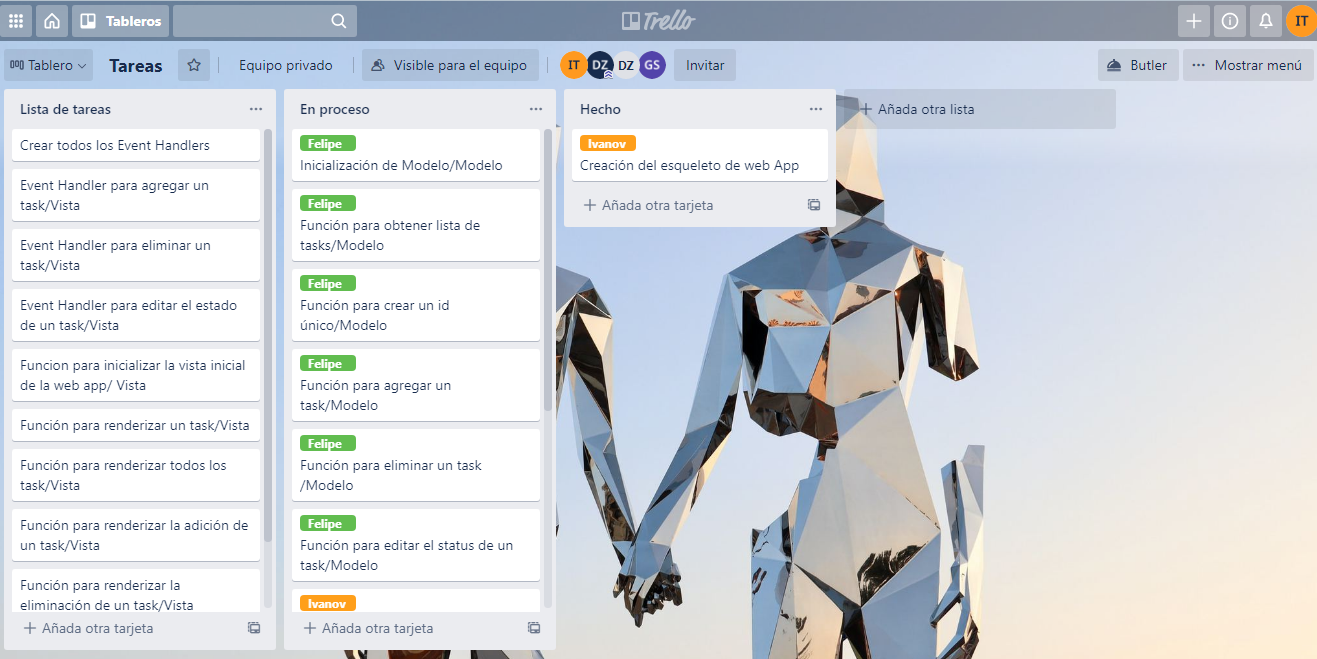 Tableros
Trello
IT
Tablero
Tareas
Equipo privado
Visible para el equipo
IT
DZ
DZ
GS
Invitar
Butler
Mostrar menú
Lista de tareas
Crear todos los Event Handlers
Event Handler para agregar un
task/Vista
Event Handler para eliminar un
task/Vista
Event Handler para editar el estado
de un task/Vista
Funcion para inicializar la vista inicial
de la web app/ Vista
Función para renderizar un task/Vista
Función para renderizar todos los
task/Vista
Función para renderizar la adición de
un task/Vista
Función para renderizar la
eliminación de un task/Vista
Añada otra tarjeta
En proceso
Felipe
Inicialización de Modelo/Modelo
Felipe
Función para obtener lista de
tasks/Modelo
Felipe
Función para crear un id
único/Modelo
Felipe
Función para agregar un
task/Modelo
Felipe
Función para eliminar un task
/Modelo
Felipe
Función para editar el status de un
task/Modelo
Ivanov
Añada otra tarjeta
Hecho
Ivanov
Creación del esqueleto de web App
Añada otra tarjeta
Añada otra lista